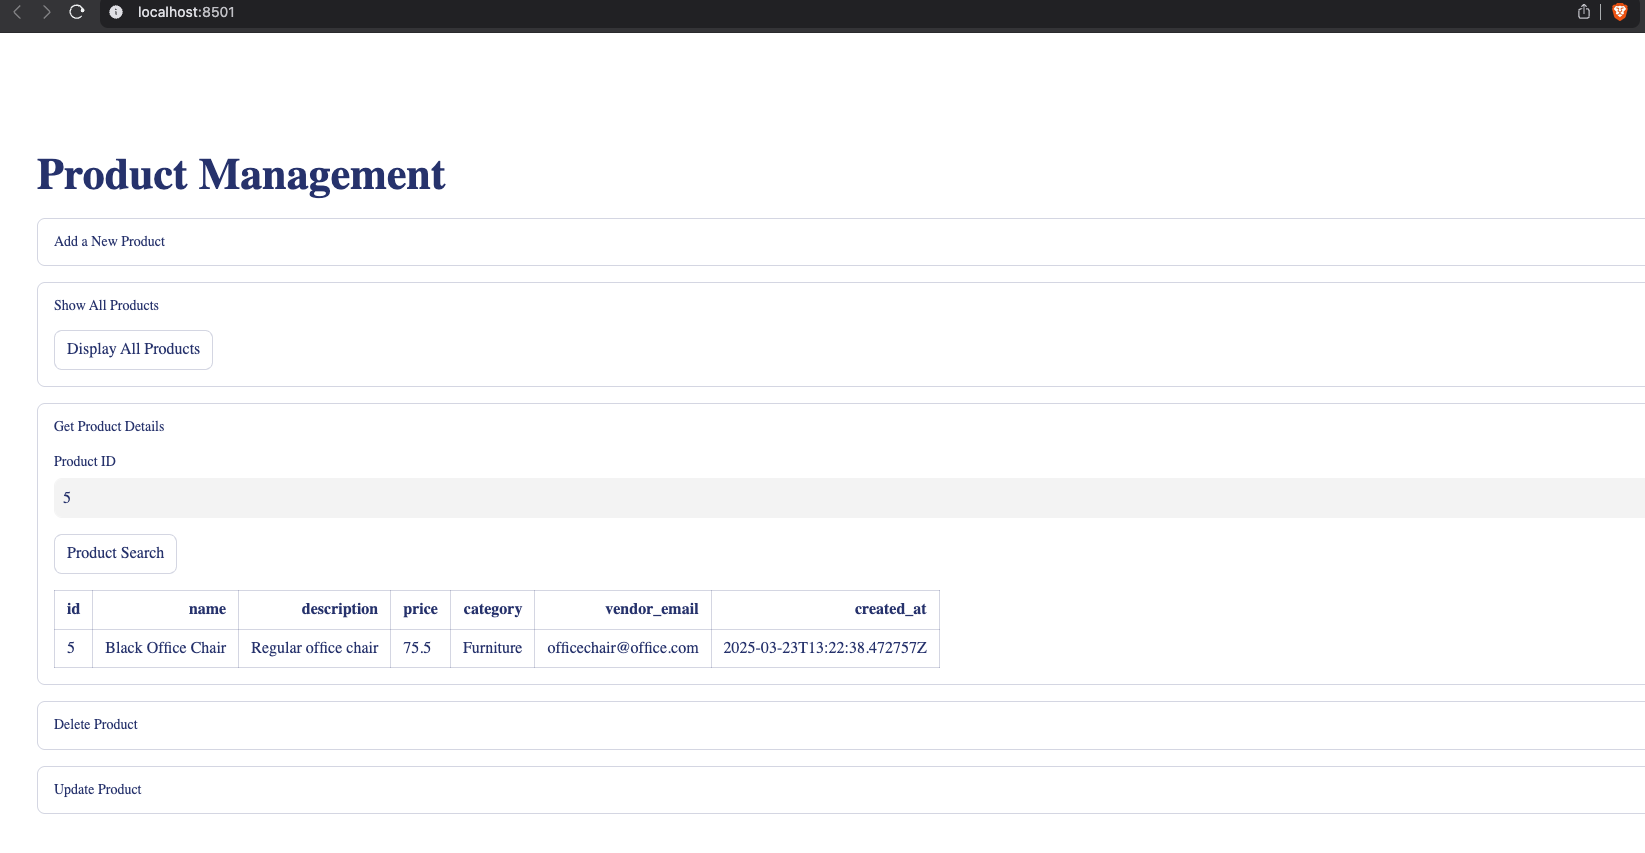 localhost:8501
Product Management
Add a New Product
Show All Products
Display All Products
Get Product Details
Product ID
5
Product Search
id name description price category vendor_email created_at
5 Black Office Chair Regular office chair 75.5 Furniture officechair@office.com 2025-03-23T13:22:38.472757Z
Delete Product
Update Product